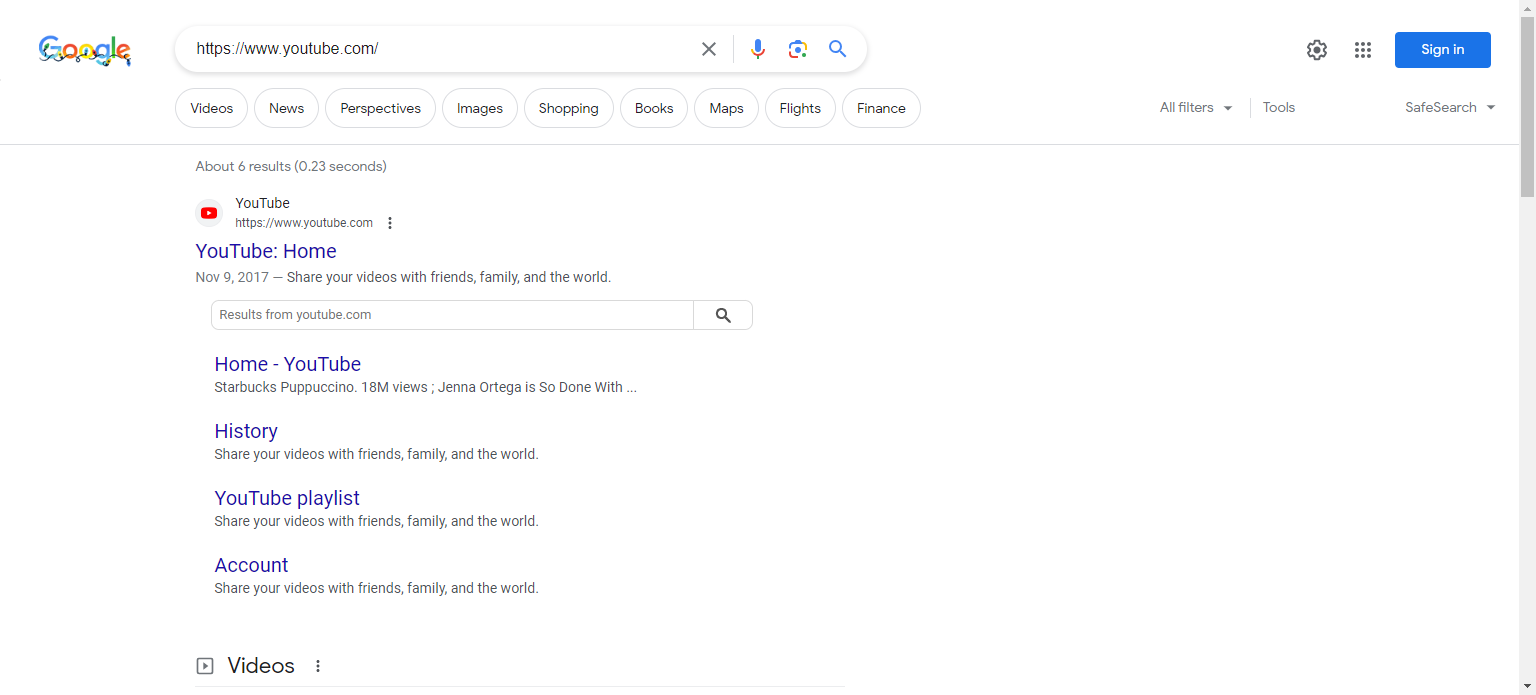 Google
https://www.youtube.com/
Sign in
Videos
News
Perspectives
Images
Shopping
Books
Maps
Flights
Finance
All filters
Tools
SafeSearch
About 6 results (0.23 seconds)
YouTube
https://www.youtube.com
YouTube: Home
Nov 9, 2017 — Share your videos with friends, family, and the world.
Results from youtube.com
Home - YouTube
Starbucks Puppuccino. 18M views ; Jenna Ortega is So Done With ...
History
Share your videos with friends, family, and the world.
YouTube playlist
Share your videos with friends, family, and the world.
Account
Share your videos with friends, family, and the world.
Videos